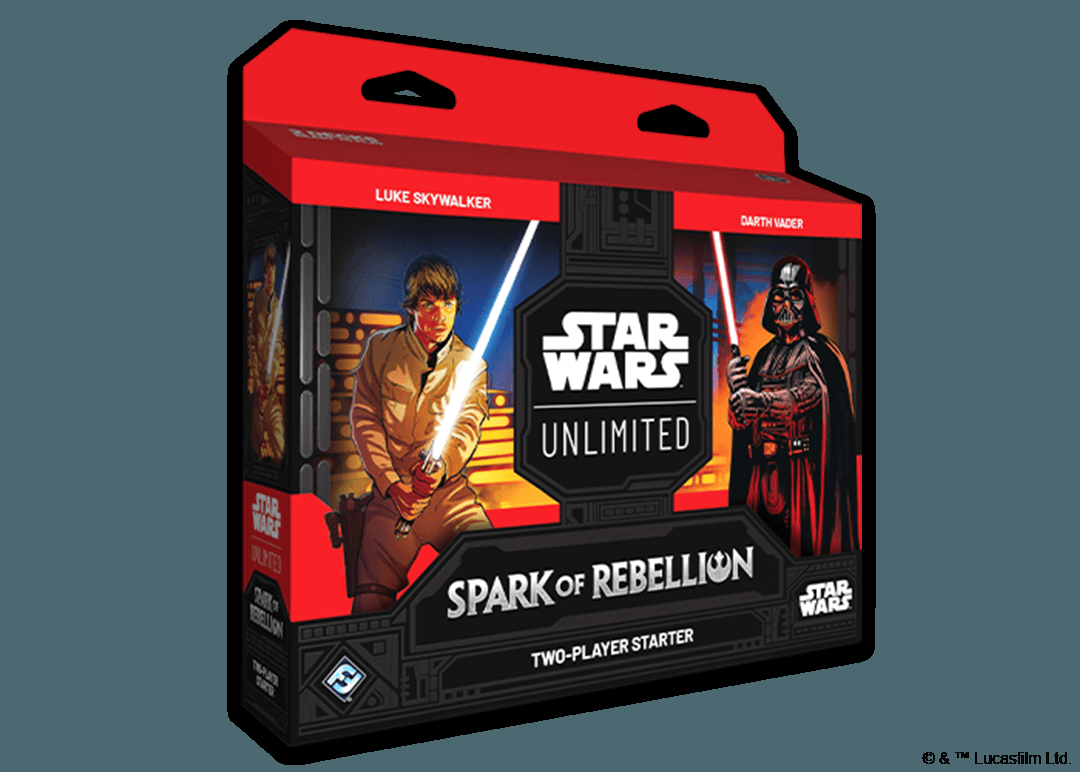 LUKE SKYWALKER
DARTH VADER
STAR
WARS
UNLIMITED
SPARK OF REBELLION
TWO-PLAYER STARTER
STAR
WARS
STAR
WARS
UNLIMITED
SPARK OF
REBELLION
TWO-PLAYER
STARTER
© & ™ Lucasfilm Ltd.